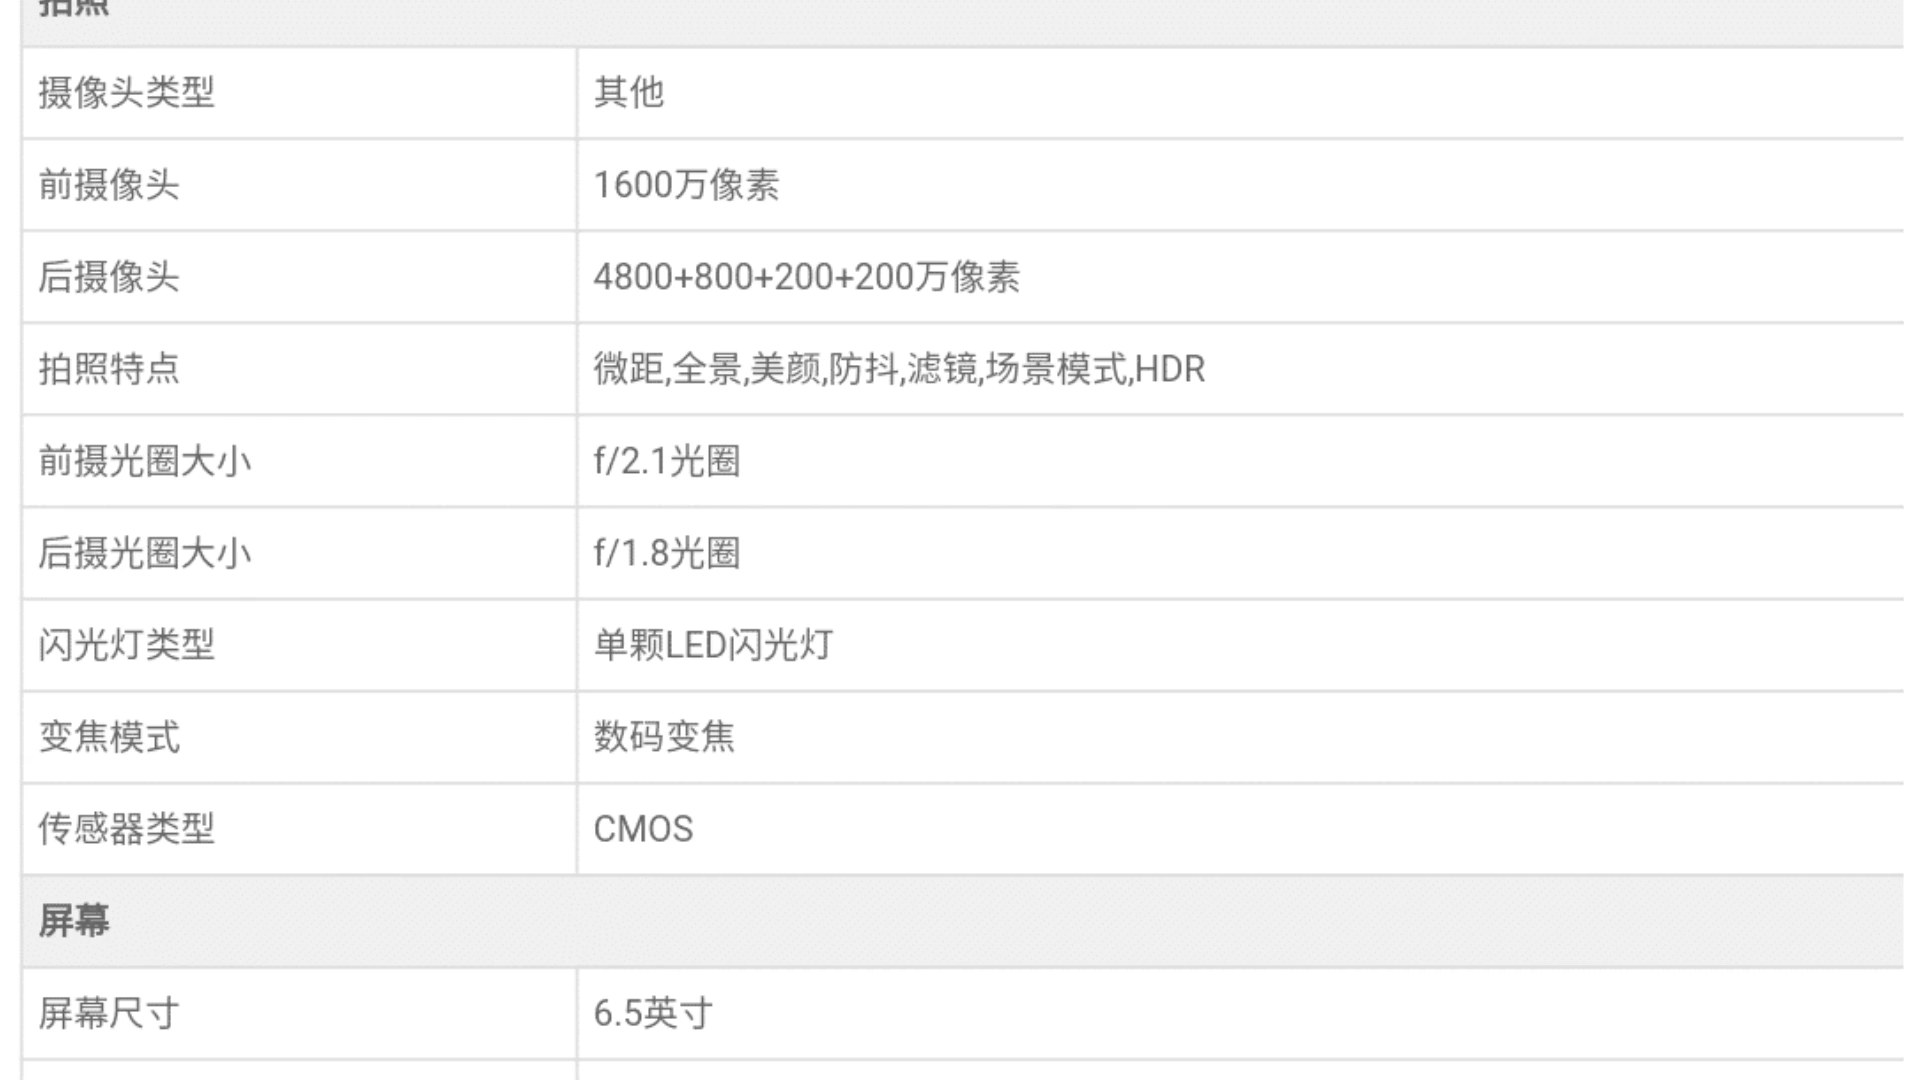 拍照
摄像头类型 其他
前摄像头 1600万像素
后摄像头 4800+800+200+200万像素
拍照特点 微距,全景,美颜,防抖,滤镜,场景模式,HDR
前摄光圈大小 f/2.1光圈
后摄光圈大小 f/1.8光圈
闪光灯类型 单颗LED闪光灯
变焦模式 数码变焦
传感器类型 CMOS
屏幕
屏幕尺寸 6.5英寸